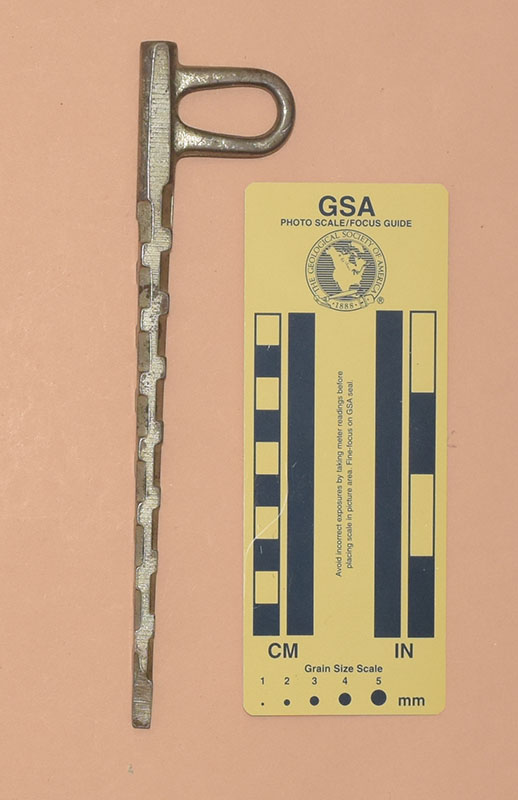 GSA
PHOTO SCALE/FOCUS GUIDE
THE GEOLOGICAL SOCIETY OF AMERICA
1888
®
Avoid incorrect exposures by taking meter readings before
placing scale in picture area. Fine-focus on GSA seal.
CM
IN
Grain Size Scale
1 2 3 4 5
mm